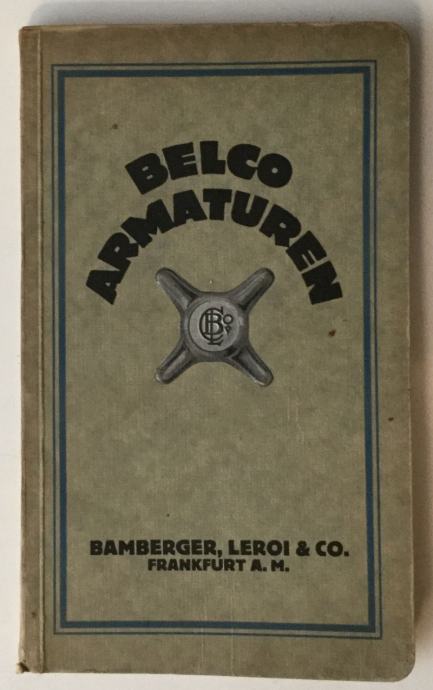 BELCO
ARMATUREN
BAMBERGER, LEROI & CO.
FRANKFURT A. M.